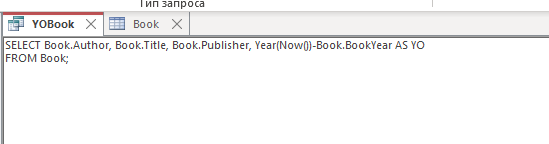 Тип запроса
YOBook
Book
SELECT Book.Author, Book.Title, Book.Publisher, Year(Now())-Book.BookYear AS YO
FROM Book;